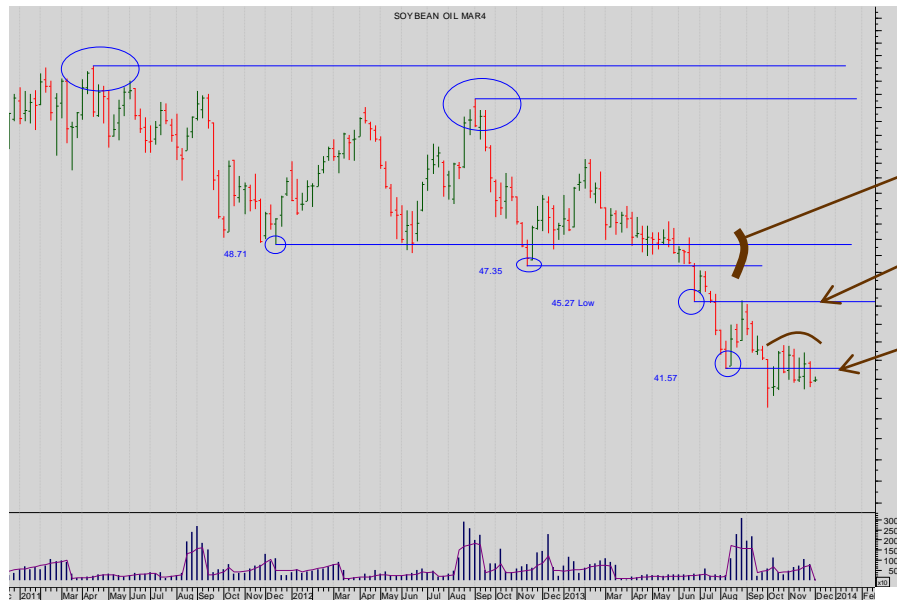 SOYBEAN OIL MAR4
48.71
47.35
45.27 Low
41.57
300
250
200
150
100
50
x10
2011 Mar Apr May Jun Jul Aug Sep Oct Nov Dec 2012 Mar Apr May Jun Jul Aug Sep Oct Nov Dec 2013 Mar Apr May Jun Jul Aug Sep Oct Nov Dec 2014 Fe